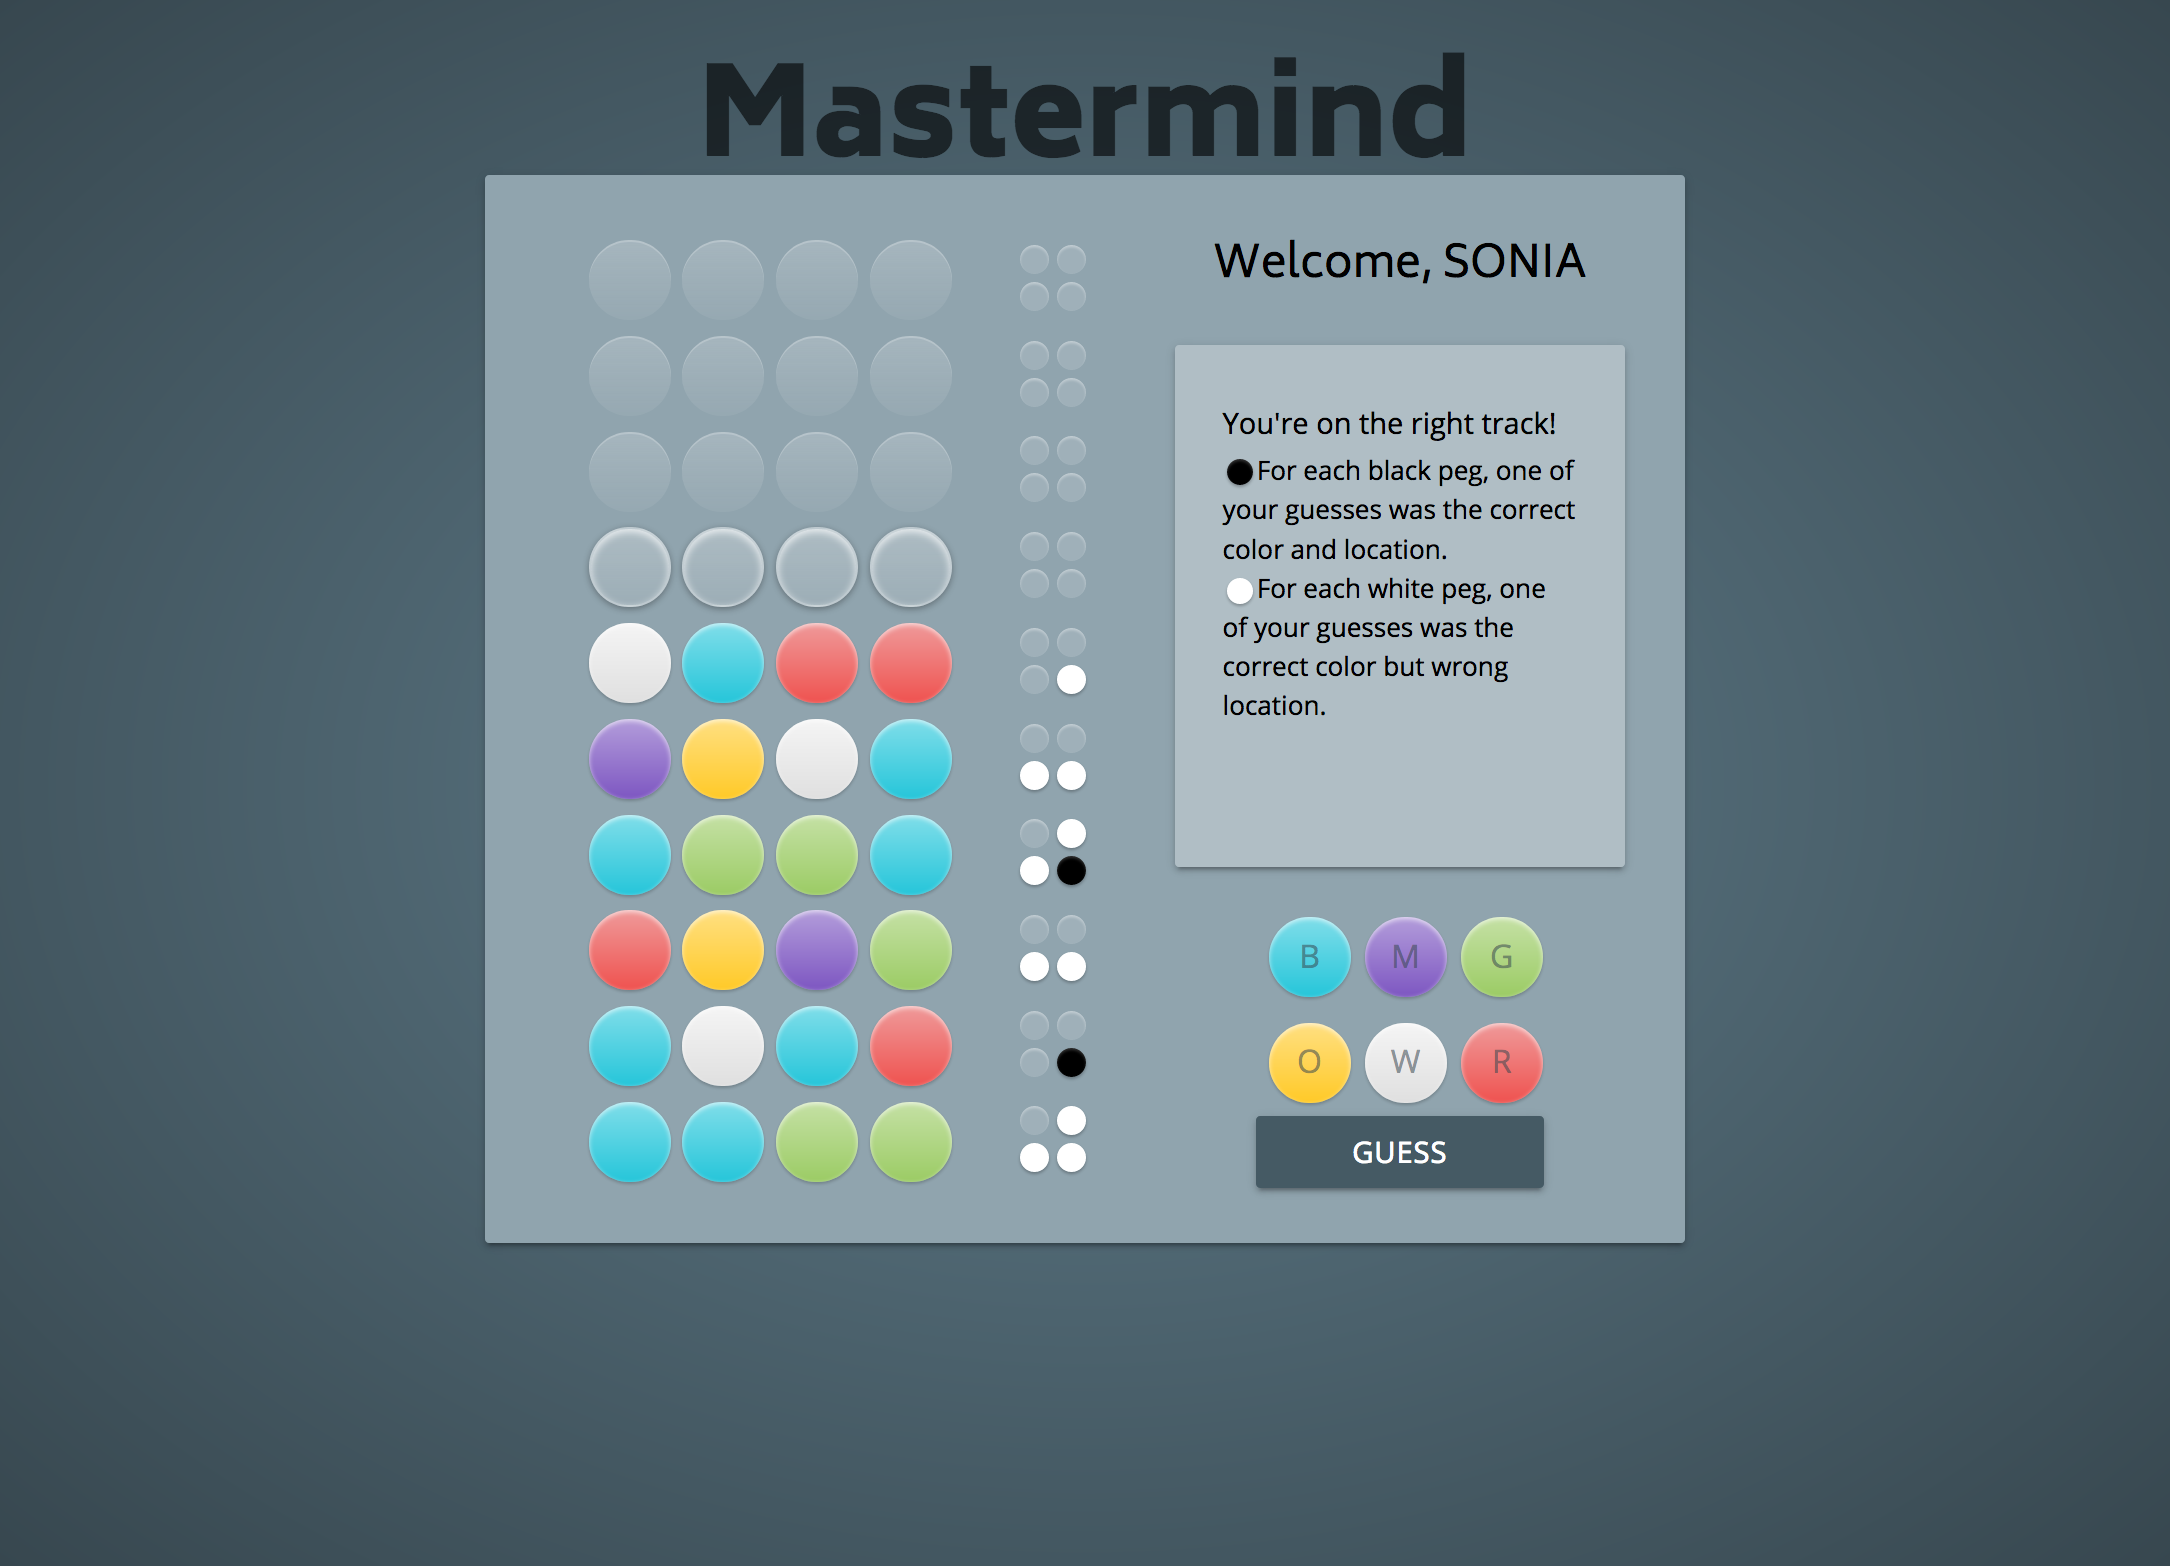 Mastermind
Welcome, SONIA
You're on the right track!
For each black peg, one of
your guesses was the correct
color and location.
For each white peg, one
of your guesses was the
correct color but wrong
location.
B M G
O W R
GUESS